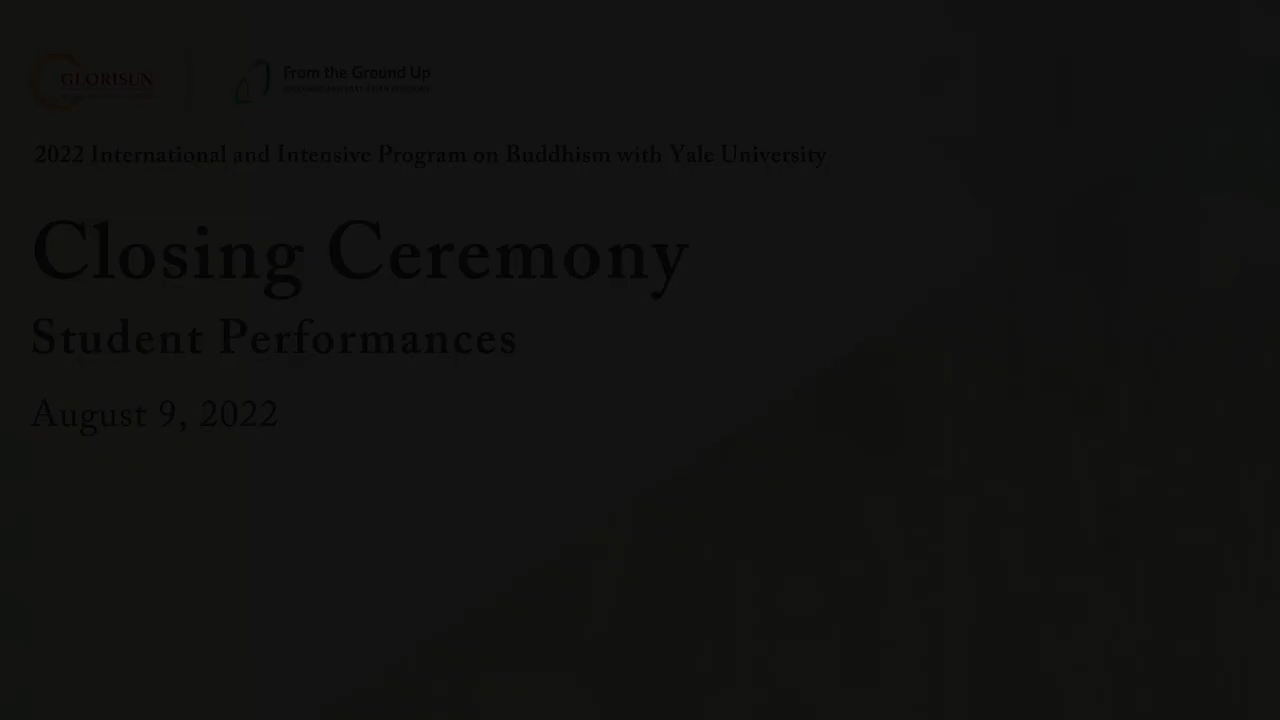 GLORISUN
From the Ground Up
2022 International and Intensive Program on Buddhism with Yale University
Closing Ceremony
Student Performances
August 9, 2022